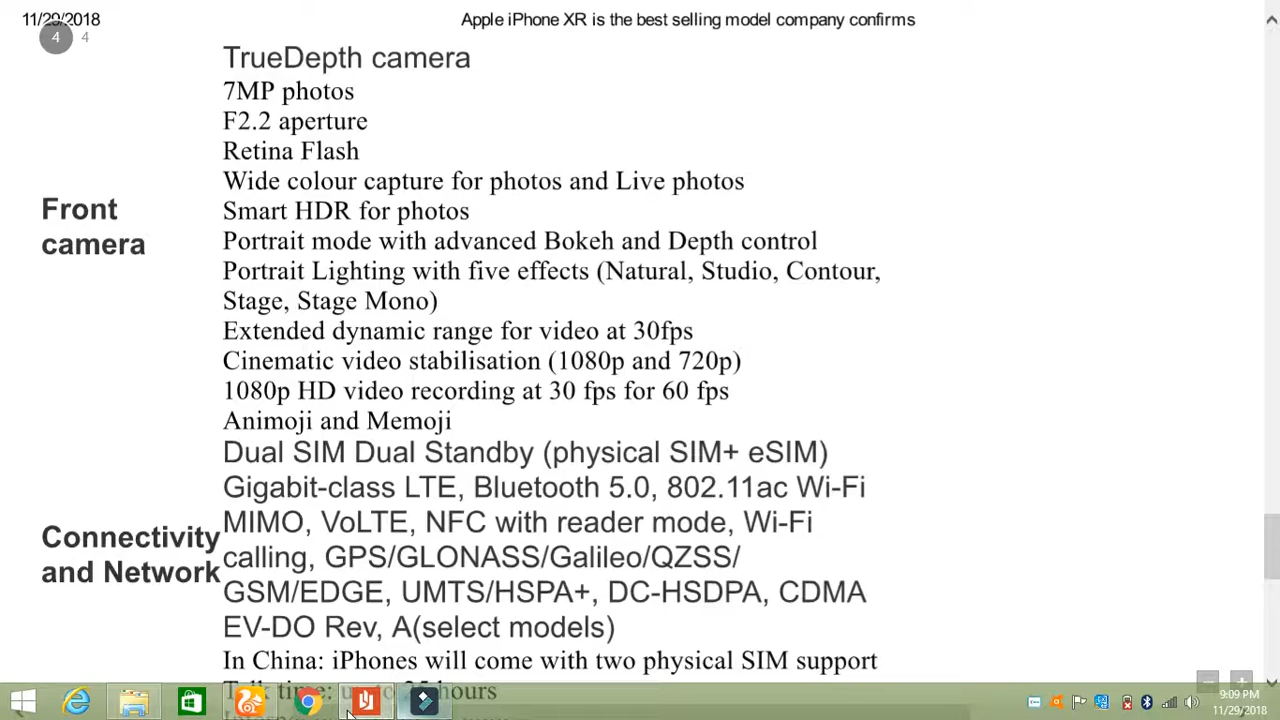 11/29/2018
Apple iPhone XR is the best selling model company confirms
4 4
TrueDepth camera
7MP photos
F2.2 aperture
Retina Flash
Wide colour capture for photos and Live photos
Front camera
Smart HDR for photos
Portrait mode with advanced Bokeh and Depth control
Portrait Lighting with five effects (Natural, Studio, Contour,
Stage, Stage Mono)
Extended dynamic range for video at 30fps
Cinematic video stabilisation (1080p and 720p)
1080p HD video recording at 30 fps for 60 fps
Animoji and Memoji
Dual SIM Dual Standby (physical SIM+ eSIM)
Gigabit-class LTE, Bluetooth 5.0, 802.11ac Wi-Fi
Connectivity and Network
MIMO, VoLTE, NFC with reader mode, Wi-Fi
calling, GPS/GLONASS/Galileo/QZSS/
GSM/EDGE, UMTS/HSPA+, DC-HSDPA, CDMA
EV-DO Rev, A(select models)
In China: iPhones will come with two physical SIM support
hours
9:09 PM
11/29/2018